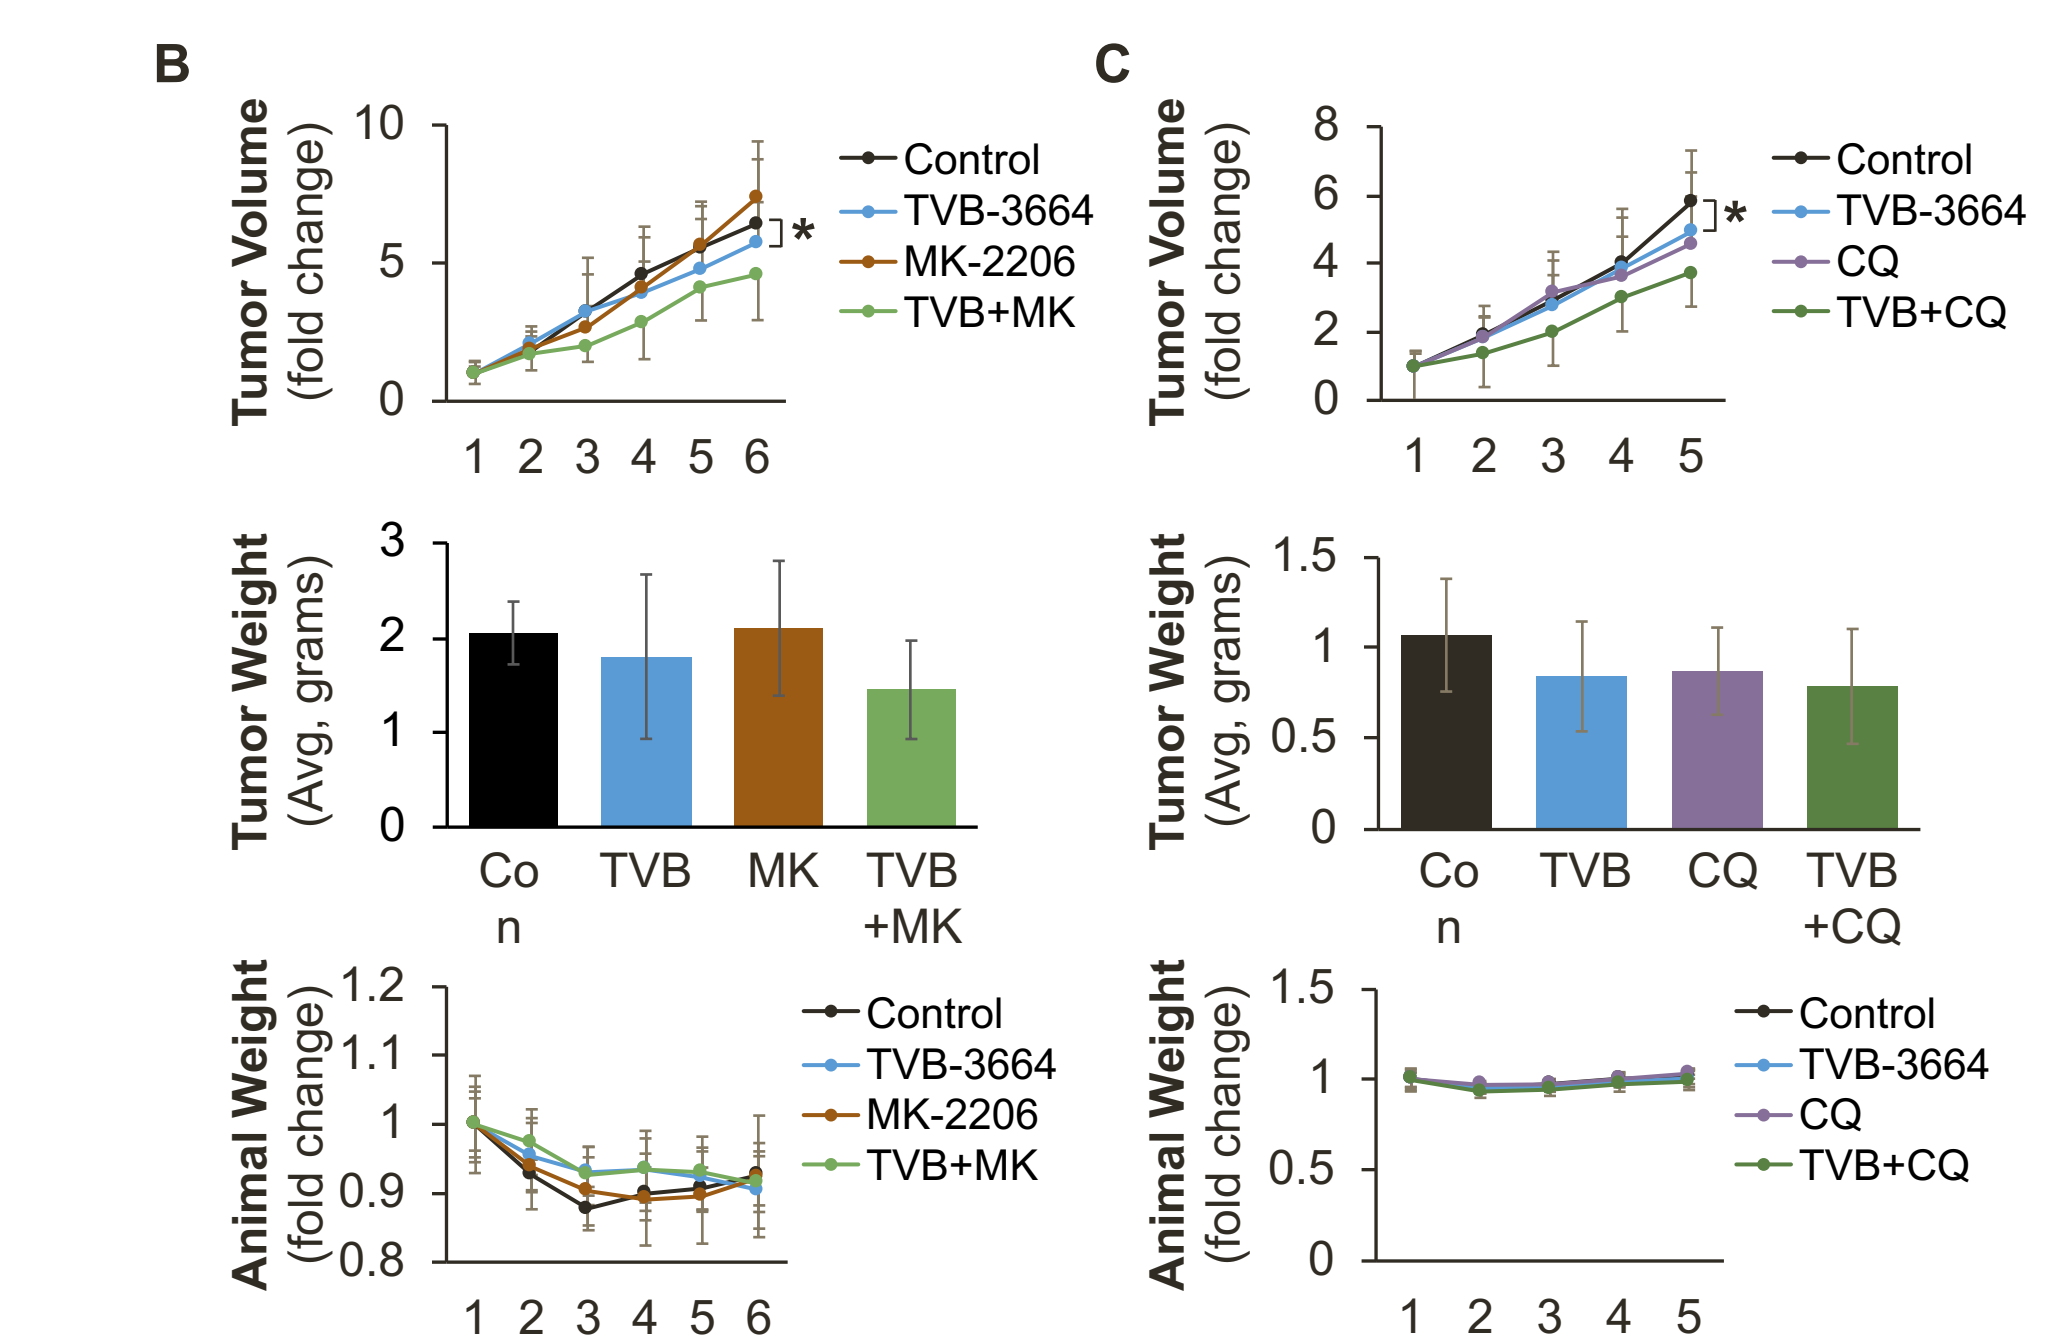 B
Tumor Volume
(fold change)
10
5
0
1 2 3 4 5 6
Control
TVB-3664
MK-2206
TVB+MK
*
Tumor Weight
(Avg, grams)
3
2
1
0
Co
n
TVB
MK
TVB
+MK
Animal Weight
(fold change)
1.2
1.1
1
0.9
0.8
1 2 3 4 5 6
Control
TVB-3664
MK-2206
TVB+MK
C
Tumor Volume
(fold change)
8
6
4
2
0
1 2 3 4 5
Control
TVB-3664
CQ
TVB+CQ
*
Tumor Weight
(Avg, grams)
1.5
1
0.5
0
Co
n
TVB
CQ
TVB
+CQ
Animal Weight
(fold change)
1.5
1
0.5
0
1 2 3 4 5
Control
TVB-3664
CQ
TVB+CQ